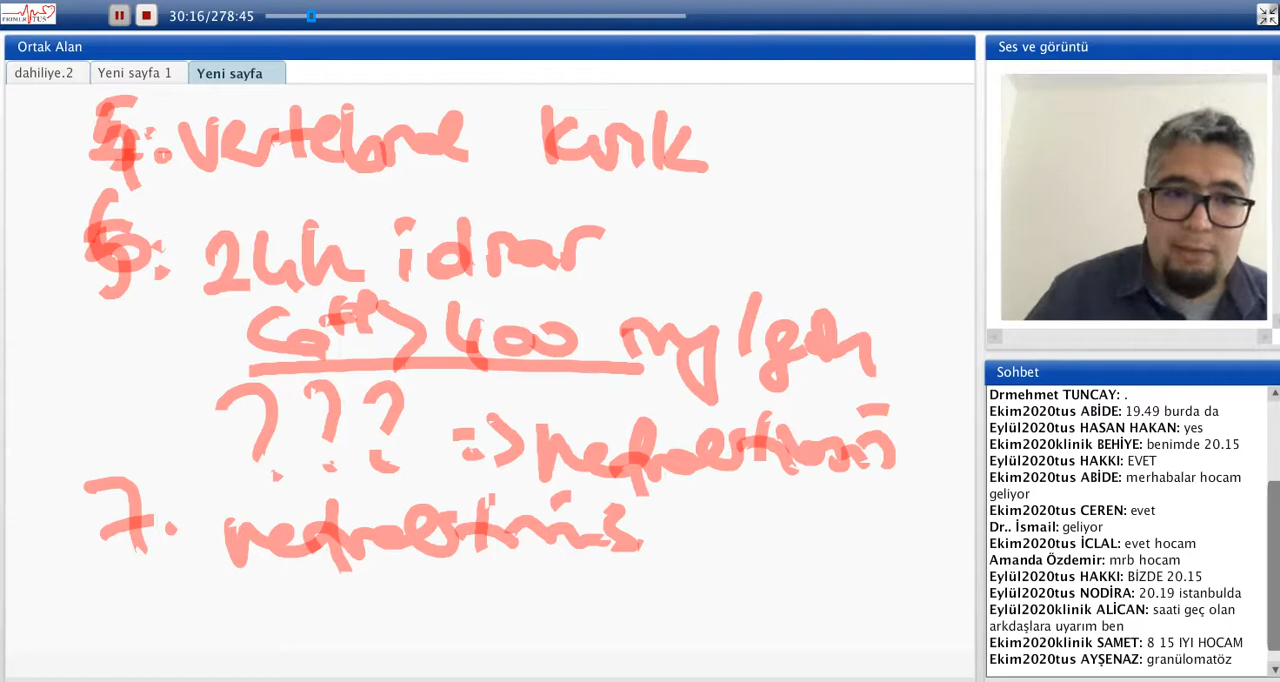 EKİMER TUS
30:16/278:45
Ortak Alan
dahiliye.2
Yeni sayfa 1
Yeni sayfa
vertebra kırık
24h idrar
Ca++ > 400 mg/gün
? ? ?
7.
Ses ve görüntü
Sohbet
Drmehmet TUNCAY: .
Ekim2020tus ABİDE: 19.49 burda da
Eylül2020tus HASAN HAKAN: yes
Ekim2020klinik BEHİYE: benimde 20.15
Eylül2020tus HAKKI: EVET
Ekim2020tus ABİDE: merhabalar hocam
geliyor
Ekim2020tus CEREN: evet
Dr.. İsmail: geliyor
Ekim2020tus İCLAL: evet hocam
Amanda Özdemir: mrb hocam
Eylül2020tus HAKKI: BİZDE 20.15
Eylül2020tus NODİRA: 20.19 istanbulda
Eylül2020klinik ALİCAN: saati geç olan
arkdaşlara uyarım ben
Ekim2020klinik SAMET: 8 15 IYI HOCAM
Ekim2020tus AYŞENAZ: granülomatöz